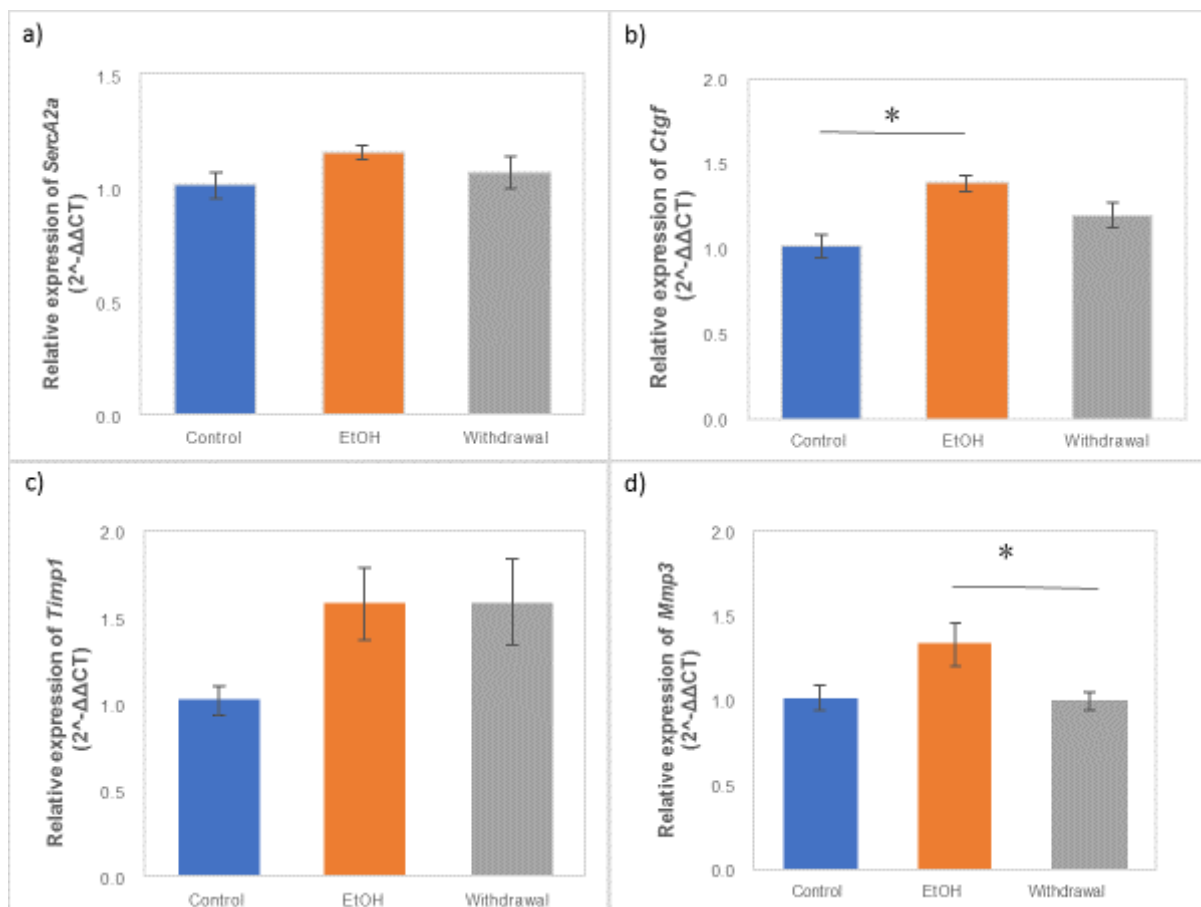 a)
Relative expression of SercA2a
(2^-ΔΔCT)
1.5
1.0
0.5
0.0
Control EtOH Withdrawal
b)
Relative expression of Ctgf
(2^-ΔΔCT)
2.0
1.5
1.0
0.5
0.0
*
Control EtOH Withdrawal
c)
Relative expression of Timp1
(2^-ΔΔCT)
2.0
1.5
1.0
0.5
0.0
Control EtOH Withdrawal
d)
Relative expression of Mmp3
(2^-ΔΔCT)
2.0
1.5
1.0
0.5
0.0
*
Control EtOH Withdrawal